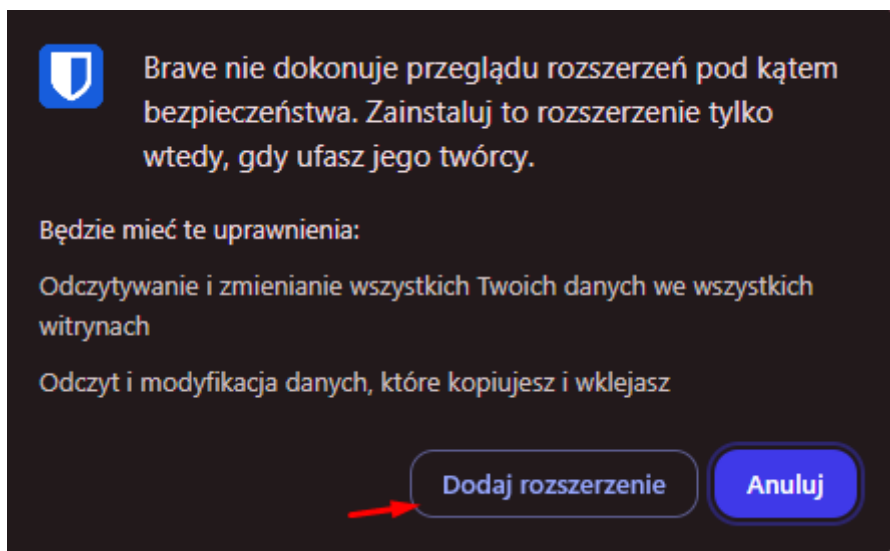 Brave nie dokonuje przeglądu rozszerzeń pod kątem
bezpieczeństwa. Zainstaluj to rozszerzenie tylko
wtedy, gdy ufasz jego twórcy.
Będzie mieć te uprawnienia:
Odczytywanie i zmienianie wszystkich Twoich danych we wszystkich
witrynach
Odczyt i modyfikacja danych, które kopiujesz i wklejasz
Dodaj rozszerzenie
Anuluj